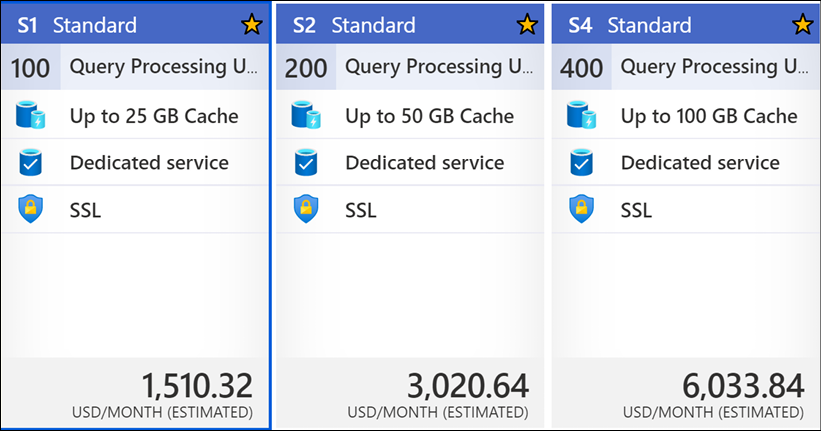 S1 Standard
100 Query Processing U...
Up to 25 GB Cache
Dedicated service
SSL
1,510.32
USD/MONTH (ESTIMATED)
S2 Standard
200 Query Processing U...
Up to 50 GB Cache
Dedicated service
SSL
3,020.64
USD/MONTH (ESTIMATED)
S4 Standard
400 Query Processing U...
Up to 100 GB Cache
Dedicated service
SSL
6,033.84
USD/MONTH (ESTIMATED)